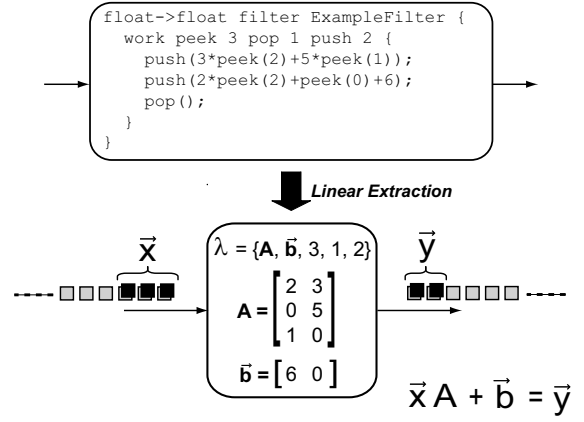 float->float filter ExampleFilter {
work peek 3 pop 1 push 2 {
push(3*peek(2)+5*peek(1));
push(2*peek(2)+peek(0)+6);
pop();
}
}
Linear Extraction
x⃗
λ = {A, b⃗, 3, 1, 2}
y⃗
A = [2 3
0 5
1 0]
b⃗ = [6 0]
x⃗ A + b⃗ = y⃗